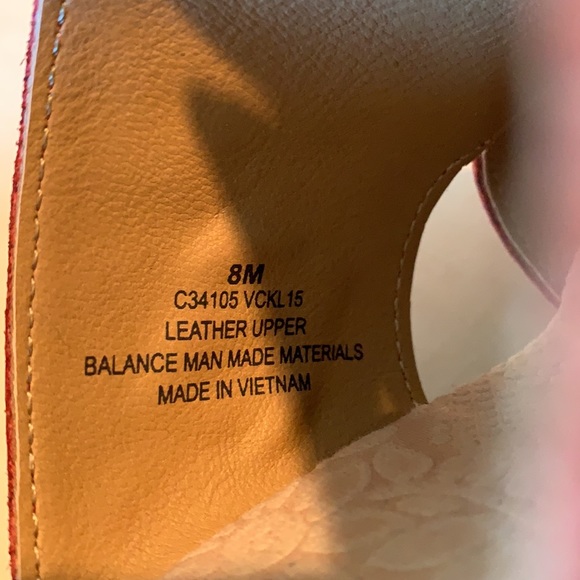 8M
C34105 VCKL15
LEATHER UPPER
BALANCE MAN MADE MATERIALS
MADE IN VIETNAM